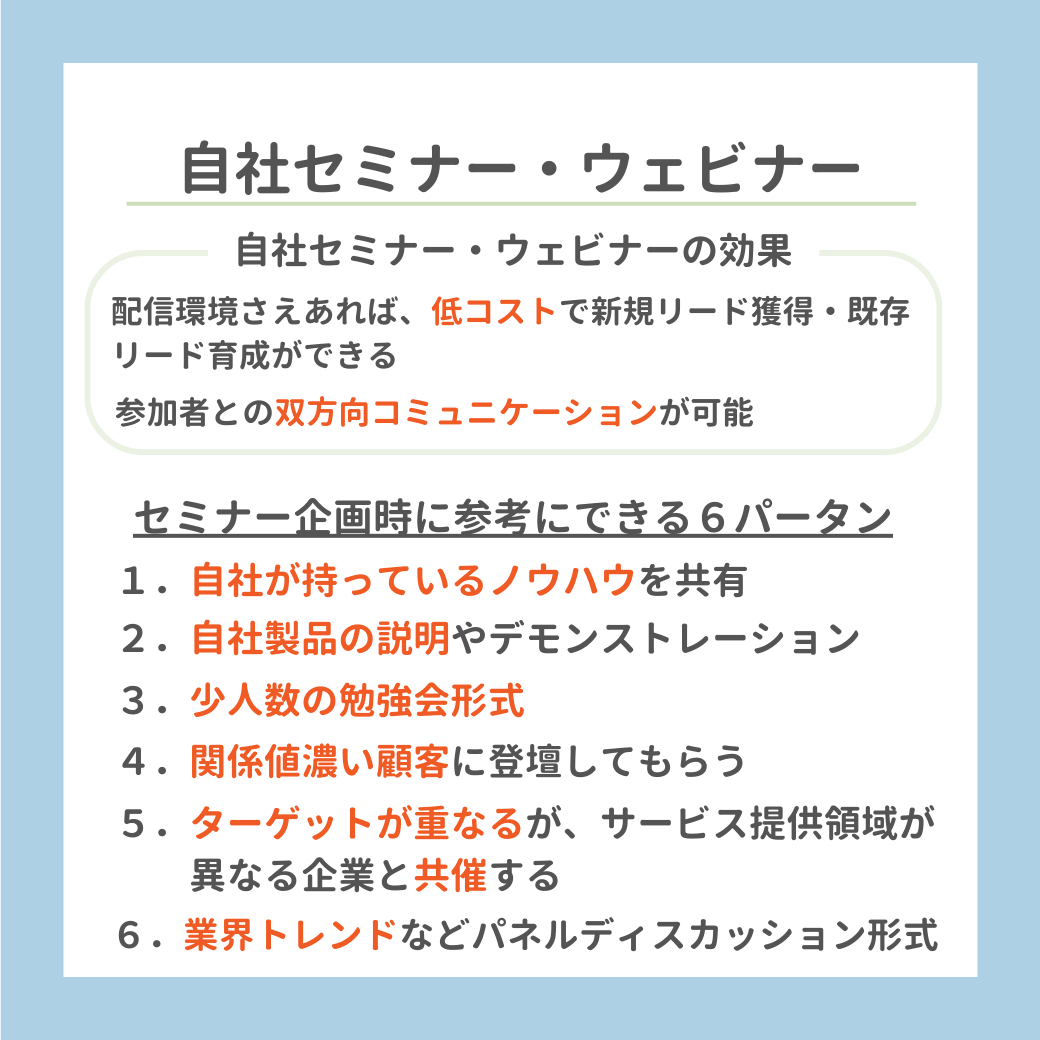 自社セミナー・ウェビナー
自社セミナー・ウェビナーの効果
配信環境さえあれば、低コストで新規リード獲得・既存
リード育成ができる
参加者との双方向コミュニケーションが可能
セミナー企画時に参考にできる６パータン
１．自社が持っているノウハウを共有
２．自社製品の説明やデモンストレーション
３．少人数の勉強会形式
４．関係値濃い顧客に登壇してもらう
５．ターゲットが重なるが、サービス提供領域が
異なる企業と共催する
６．業界トレンドなどパネルディスカッション形式